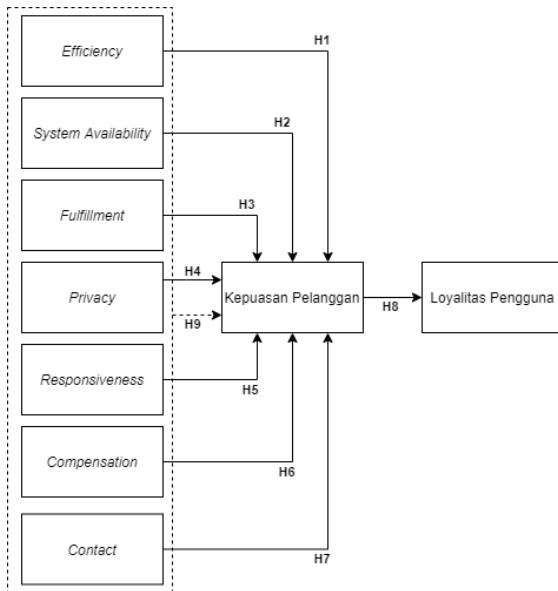 Efficiency
H1
System Availability
H2
Fulfillment
H3
Privacy
H4
Kepuasan Pelanggan
Loyalitas Pengguna
H8
H9
Responsiveness
H5
Compensation
H6
Contact
H7